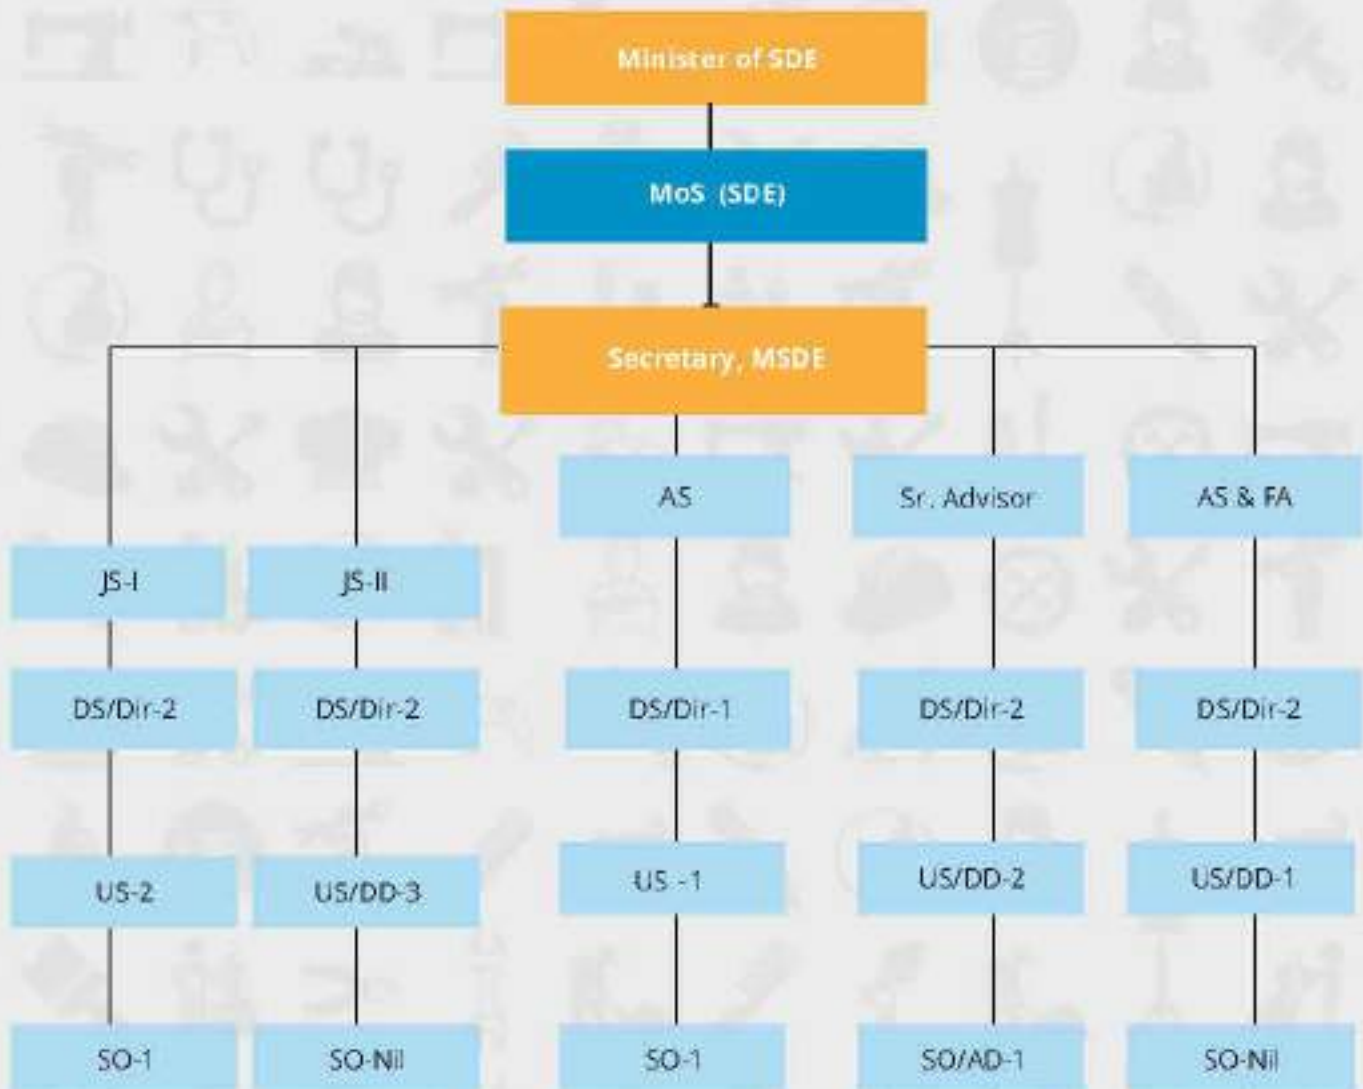 Minister of SDE
MoS (SDE)
Secretary, MSDE
AS
Sr. Advisor
AS & FA
JS-I
JS-II
DS/Dir-2
DS/Dir-2
DS/Dir-1
DS/Dir-2
DS/Dir-2
US-2
US/DD-3
US -1
US/DD-2
US/DD-1
SO-1
SO-Nil
SO-1
SO/AD-1
SO-Nil